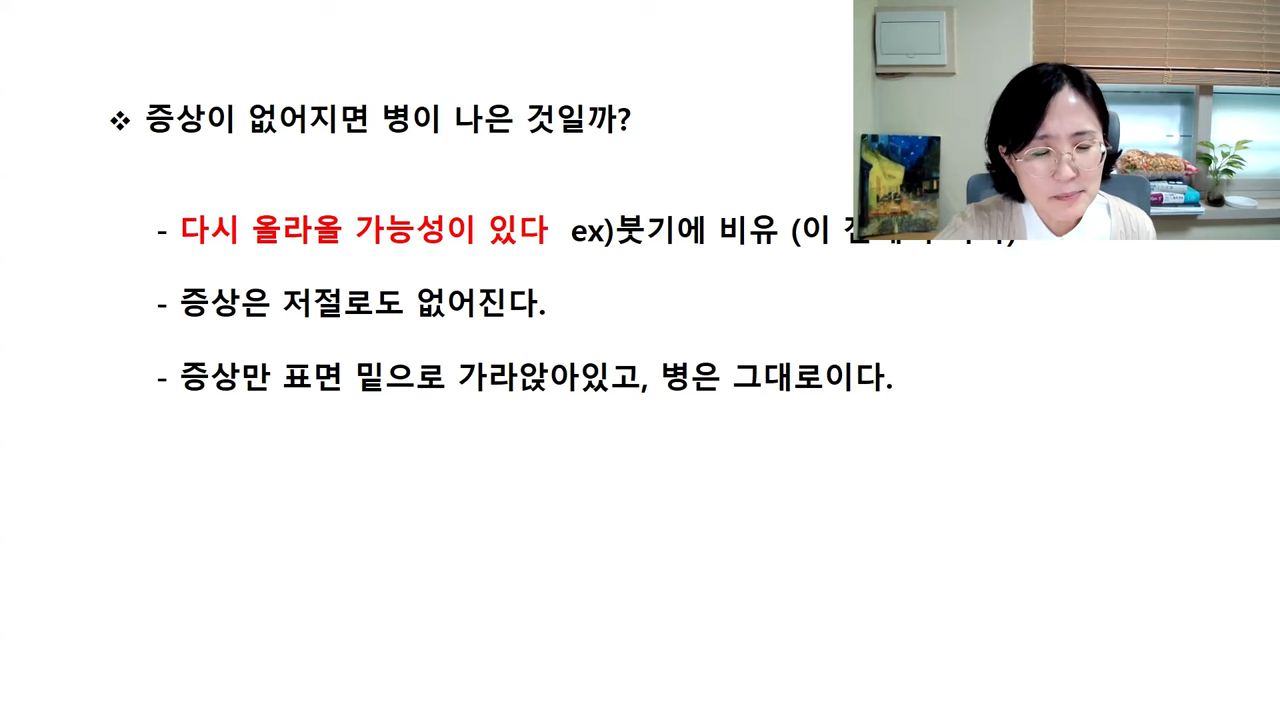 ❖ 증상이 없어지면 병이 나은 것일까?
- 다시 올라올 가능성이 있다 ex)붓기에 비유 (이
- 증상은 저절로도 없어진다.
- 증상만 표면 밑으로 가라앉아있고, 병은 그대로이다.